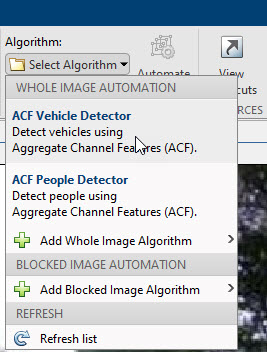 Algorithm:
Select Algorithm
Automate
View
cuts
RCES
WHOLE IMAGE AUTOMATION
ACF Vehicle Detector
Detect vehicles using
Aggregate Channel Features (ACF).
ACF People Detector
Detect people using
Aggregate Channel Features (ACF).
Add Whole Image Algorithm
BLOCKED IMAGE AUTOMATION
Add Blocked Image Algorithm
REFRESH
Refresh list